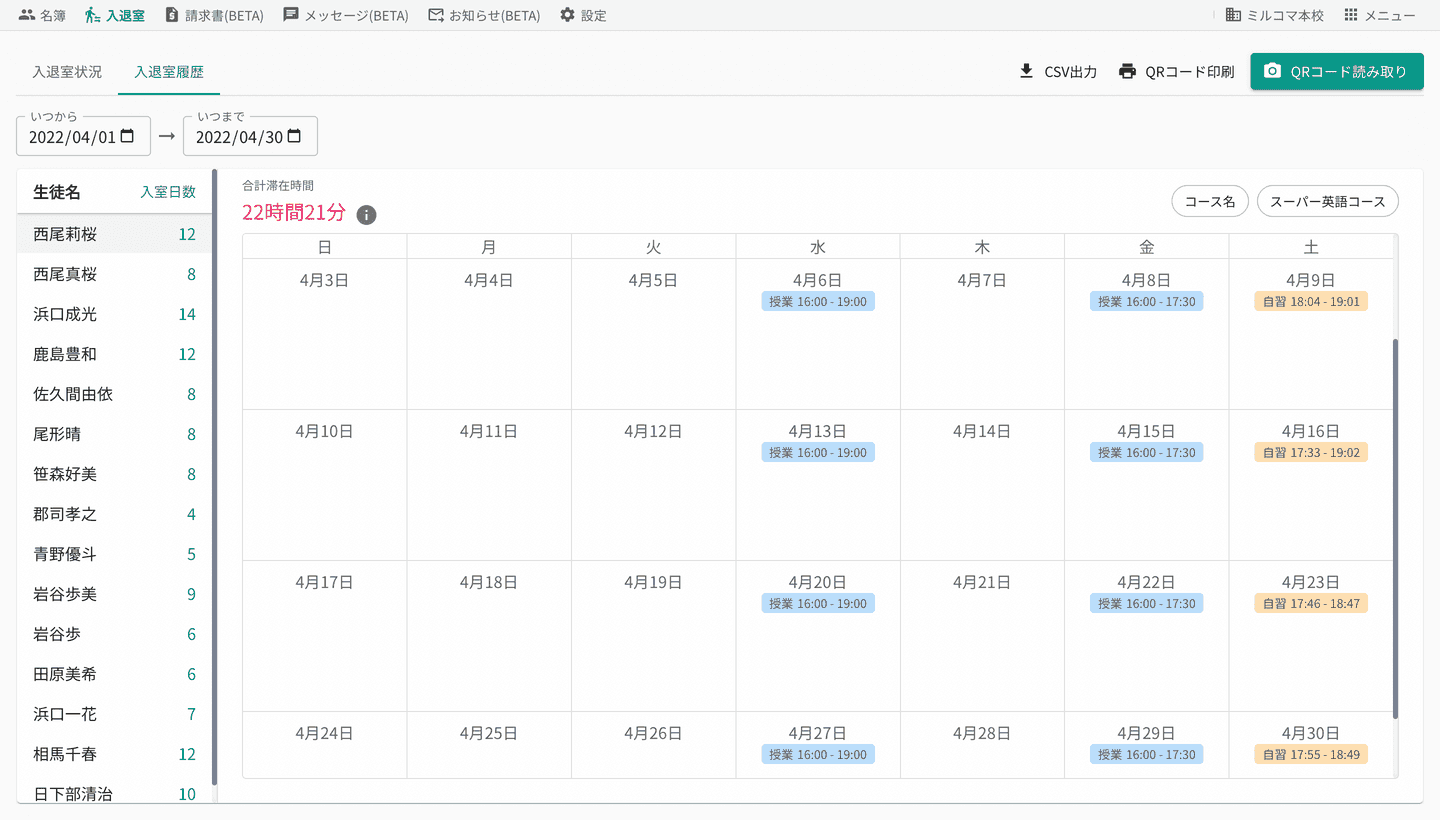 名簿 入退室 請求書(BETA) メッセージ(BETA) お知らせ(BETA) 設定 ミルコマ本校 メニュー
入退室状況 入退室履歴 CSV出力 QRコード印刷 QRコード読み取り
いつから いつまで
2022/04/01 → 2022/04/30
生徒名 入室日数
西尾莉桜 12
西尾真桜 8
浜口成光 14
鹿島豊和 12
佐久間由依 8
尾形晴 8
笹森好美 8
郡司孝之 4
青野優斗 5
岩谷歩美 9
岩谷歩 6
田原美希 6
浜口一花 7
相馬千春 12
日下部清治 10
合計滞在時間
22時間21分
コース名 スーパー英語コース
日 月 火 水 木 金 土
4月3日 4月4日 4月5日 4月6日 4月7日 4月8日 4月9日
授業 16:00 - 19:00 授業 16:00 - 17:30 自習 18:04 - 19:01
4月10日 4月11日 4月12日 4月13日 4月14日 4月15日 4月16日
授業 16:00 - 19:00 授業 16:00 - 17:30 自習 17:33 - 19:02
4月17日 4月18日 4月19日 4月20日 4月21日 4月22日 4月23日
授業 16:00 - 19:00 授業 16:00 - 17:30 自習 17:46 - 18:47
4月24日 4月25日 4月26日 4月27日 4月28日 4月29日 4月30日
授業 16:00 - 19:00 授業 16:00 - 17:30 自習 17:55 - 18:49